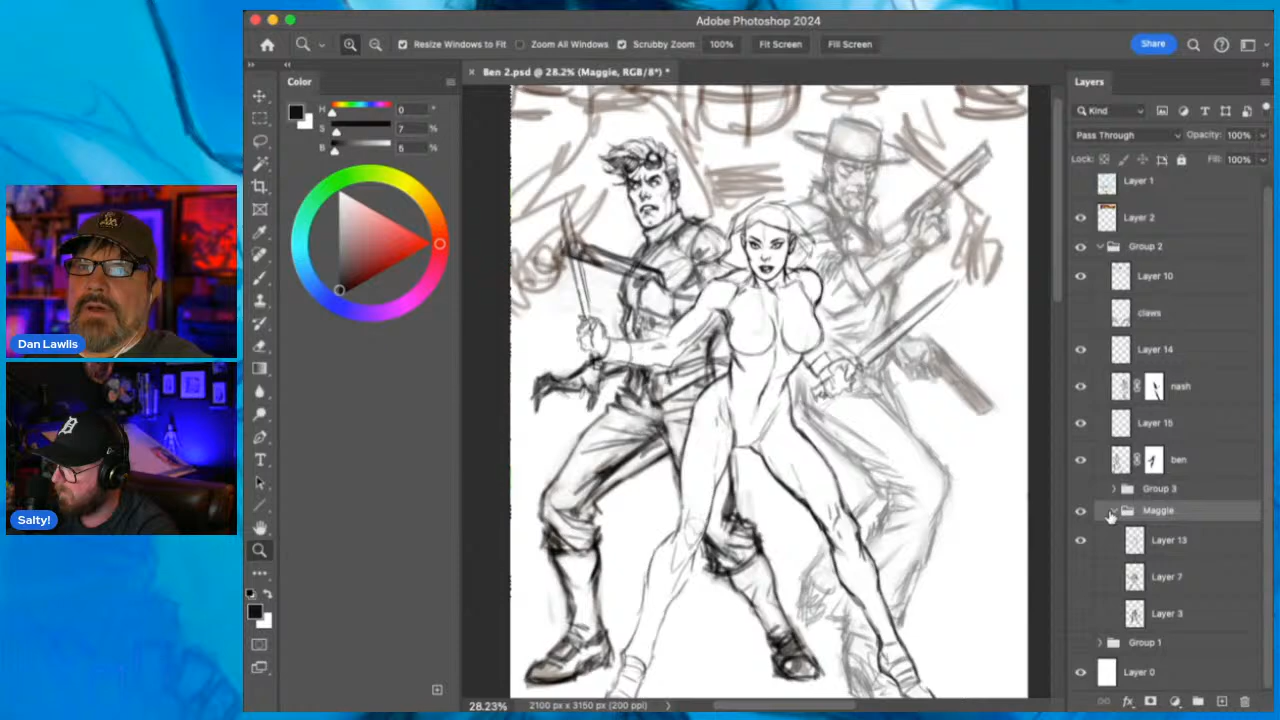 Adobe Photoshop 2024
Resize Windows to Fit
Zoom All Windows
Scrubby Zoom
100%
Fit Screen
Fill Screen
Share
Color
Ben 2.psd @ 28.2% (Maggie, RGB/8*) *
Layers
H 0 °
S 7 %
B 5 %
Kind
Pass Through
Opacity: 100%
Lock:
Fill: 100%
Layer 1
Layer 2
Group 2
Layer 10
claws
Layer 14
nash
Layer 15
ben
Group 3
Maggie
Layer 13
Layer 7
Layer 3
Group 1
Layer 0
Dan Lawlis
Salty!
28.23%
2100 px x 3150 px (200 ppi)